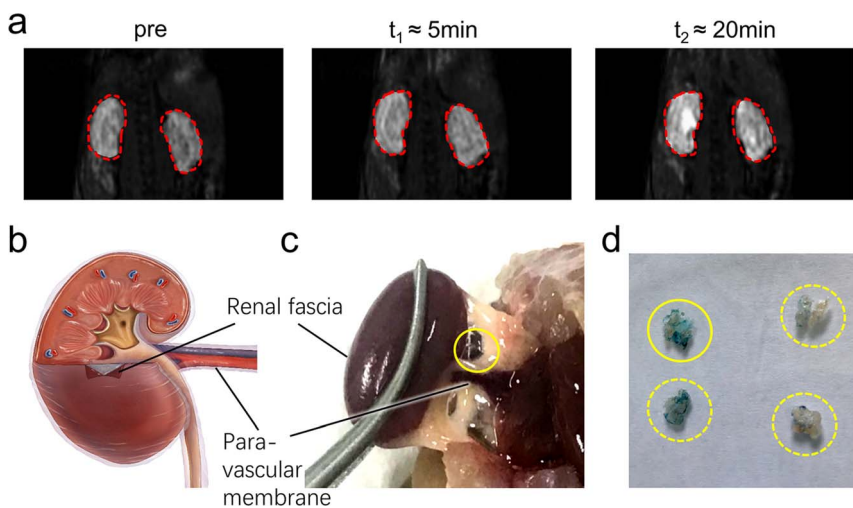 a
pre
t₁ ≈ 5min
t₂ ≈ 20min
b
c
d
Renal fascia
Para-
vascular
membrane